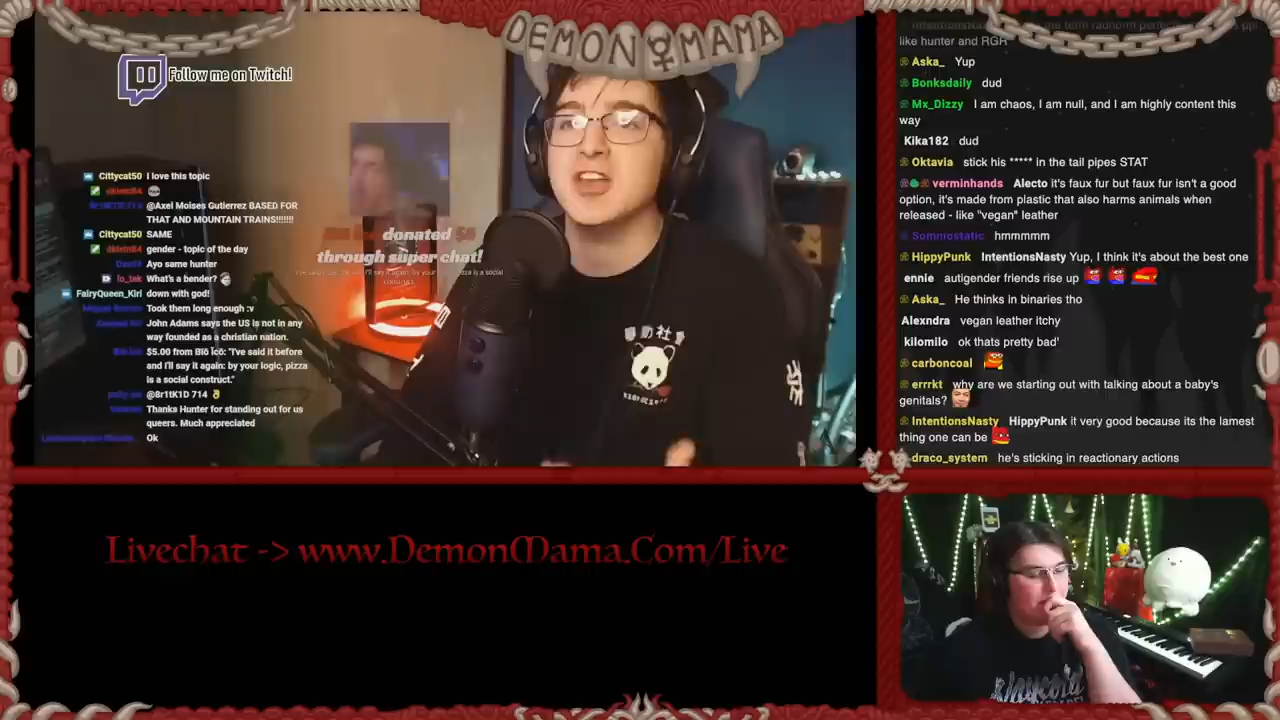 DEMON MAMA
Follow me on Twitch!
Cittycat50 I love this topic
@Axel Moises Gutierrez BASED FOR
THAT AND MOUNTAIN TRAINS!!!!!!!
Cittycat50 SAME
gender - topic of the day
Ayo same hunter
lo_tek What's a bender?
FairyQueen_Kiri down with god!
Took them long enough :v
John Adams says the US is not in any
way founded as a christian nation.
$5.00 from Blō Īcō: "I've said it before
and I'll say it again: by your logic, pizza
is a social construct."
@8r1tK1D 714
Thanks Hunter for standing out for us
queers. Much appreciated
Ok
donated $5
through super chat!
like hunter and RGR
Aska_ Yup
Bonksdaily dud
Mx_Dizzy I am chaos, I am null, and I am highly content this
way
Kika182 dud
Oktavia stick his ***** in the tail pipes STAT
verminhands Alecto it's faux fur but faux fur isn't a good
option, it's made from plastic that also harms animals when
released - like "vegan" leather
Somniostatic hmmmmm
HippyPunk IntentionsNasty Yup, I think it's about the best one
ennie autigender friends rise up
Aska_ He thinks in binaries tho
Alexndra vegan leather itchy
kilomilo ok thats pretty bad'
carboncoal
errrkt why are we starting out with talking about a baby's
genitals?
IntentionsNasty HippyPunk it very good because its the lamest
thing one can be
draco_system he's sticking in reactionary actions
Livechat -> www.DemonMama.Com/Live